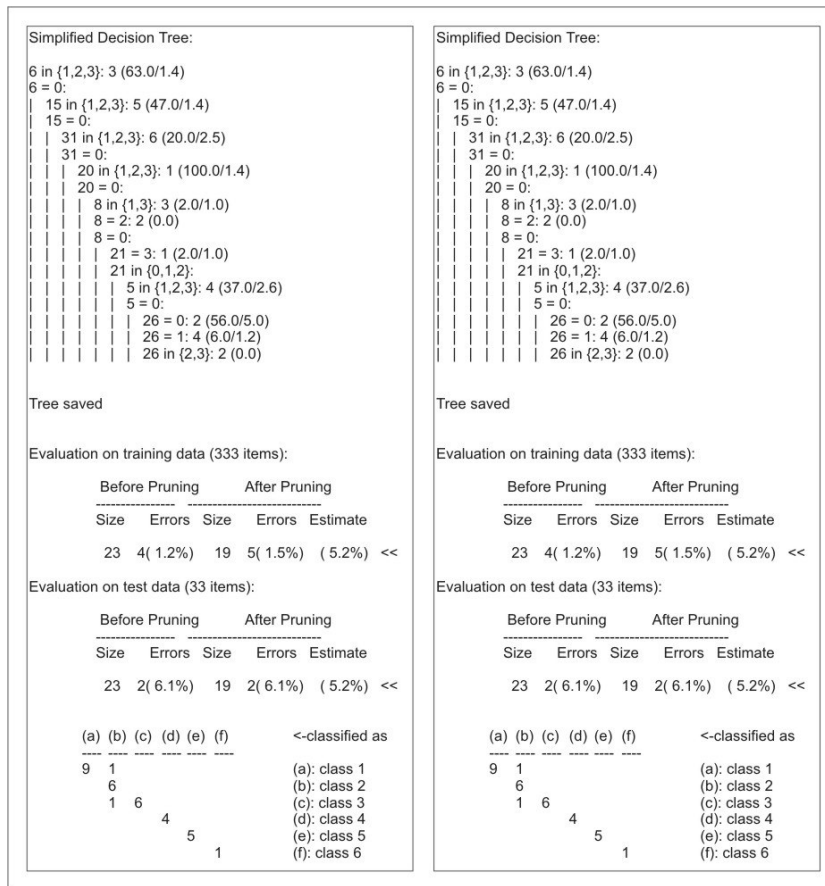 Simplified Decision Tree:
6 in {1,2,3}: 3 (63.0/1.4)
6 = 0:
| 15 in {1,2,3}: 5 (47.0/1.4)
| 15 = 0:
| | 31 in {1,2,3}: 6 (20.0/2.5)
| | 31 = 0:
| | | 20 in {1,2,3}: 1 (100.0/1.4)
| | | 20 = 0:
| | | | 8 in {1,3}: 3 (2.0/1.0)
| | | | 8 = 2: 2 (0.0)
| | | | 8 = 0:
| | | | | 21 = 3: 1 (2.0/1.0)
| | | | | 21 in {0,1,2}:
| | | | | | 5 in {1,2,3}: 4 (37.0/2.6)
| | | | | | 5 = 0:
| | | | | | | 26 = 0: 2 (56.0/5.0)
| | | | | | | 26 = 1: 4 (6.0/1.2)
| | | | | | | 26 in {2,3}: 2 (0.0)
Tree saved
Evaluation on training data (333 items):
Before Pruning After Pruning
---------------- ---------------------------
Size Errors Size Errors Estimate
23 4( 1.2%) 19 5( 1.5%) ( 5.2%) <<
Evaluation on test data (33 items):
Before Pruning After Pruning
---------------- ---------------------------
Size Errors Size Errors Estimate
23 2( 6.1%) 19 2( 6.1%) ( 5.2%) <<
(a) (b) (c) (d) (e) (f) <-classified as
---- ---- ---- ---- ---- ----
9 1 (a): class 1
6 (b): class 2
1 6 (c): class 3
4 (d): class 4
5 (e): class 5
1 (f): class 6
Simplified Decision Tree:
6 in {1,2,3}: 3 (63.0/1.4)
6 = 0:
| 15 in {1,2,3}: 5 (47.0/1.4)
| 15 = 0:
| | 31 in {1,2,3}: 6 (20.0/2.5)
| | 31 = 0:
| | | 20 in {1,2,3}: 1 (100.0/1.4)
| | | 20 = 0:
| | | | 8 in {1,3}: 3 (2.0/1.0)
| | | | 8 = 2: 2 (0.0)
| | | | 8 = 0:
| | | | | 21 = 3: 1 (2.0/1.0)
| | | | | 21 in {0,1,2}:
| | | | | | 5 in {1,2,3}: 4 (37.0/2.6)
| | | | | | 5 = 0:
| | | | | | | 26 = 0: 2 (56.0/5.0)
| | | | | | | 26 = 1: 4 (6.0/1.2)
| | | | | | | 26 in {2,3}: 2 (0.0)
Tree saved
Evaluation on training data (333 items):
Before Pruning After Pruning
---------------- ---------------------------
Size Errors Size Errors Estimate
23 4( 1.2%) 19 5( 1.5%) ( 5.2%) <<
Evaluation on test data (33 items):
Before Pruning After Pruning
---------------- ---------------------------
Size Errors Size Errors Estimate
23 2( 6.1%) 19 2( 6.1%) ( 5.2%) <<
(a) (b) (c) (d) (e) (f) <-classified as
---- ---- ---- ---- ---- ----
9 1 (a): class 1
6 (b): class 2
1 6 (c): class 3
4 (d): class 4
5 (e): class 5
1 (f): class 6